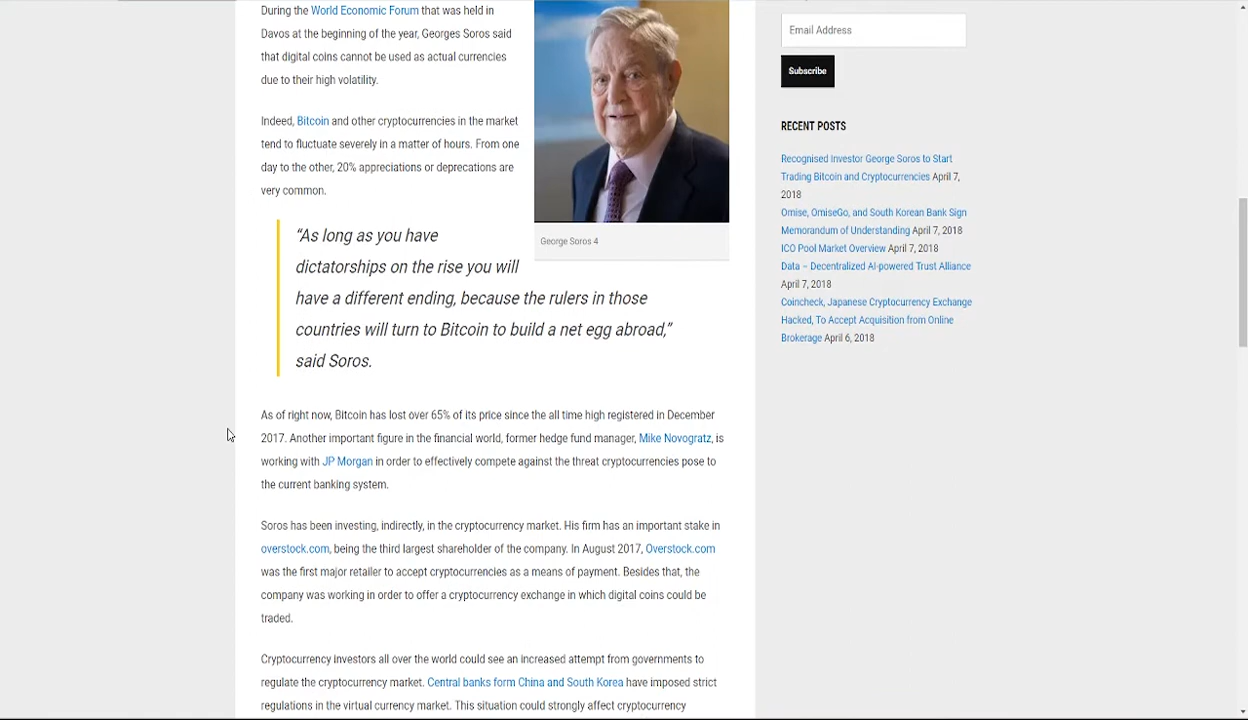 During the World Economic Forum that was held in
Davos at the beginning of the year, Georges Soros said
that digital coins cannot be used as actual currencies
due to their high volatility.
Indeed, Bitcoin and other cryptocurrencies in the market
tend to fluctuate severely in a matter of hours. From one
day to the other, 20% appreciations or deprecations are
very common.
George Soros 4
“As long as you have
dictatorships on the rise you will
have a different ending, because the rulers in those
countries will turn to Bitcoin to build a net egg abroad,”
said Soros.
As of right now, Bitcoin has lost over 65% of its price since the all time high registered in December
2017. Another important figure in the financial world, former hedge fund manager, Mike Novogratz, is
working with JP Morgan in order to effectively compete against the threat cryptocurrencies pose to
the current banking system.
Soros has been investing, indirectly, in the cryptocurrency market. His firm has an important stake in
overstock.com, being the third largest shareholder of the company. In August 2017, Overstock.com
was the first major retailer to accept cryptocurrencies as a means of payment. Besides that, the
company was working in order to offer a cryptocurrency exchange in which digital coins could be
traded.
Cryptocurrency investors all over the world could see an increased attempt from governments to
regulate the cryptocurrency market. Central banks form China and South Korea have imposed strict
regulations in the virtual currency market. This situation could strongly affect cryptocurrency
Email Address
Subscribe
RECENT POSTS
Recognised Investor George Soros to Start
Trading Bitcoin and Cryptocurrencies April 7,
2018
Omise, OmiseGo, and South Korean Bank Sign
Memorandum of Understanding April 7, 2018
ICO Pool Market Overview April 7, 2018
Data – Decentralized AI-powered Trust Alliance
April 7, 2018
Coincheck, Japanese Cryptocurrency Exchange
Hacked, To Accept Acquisition from Online
Brokerage April 6, 2018